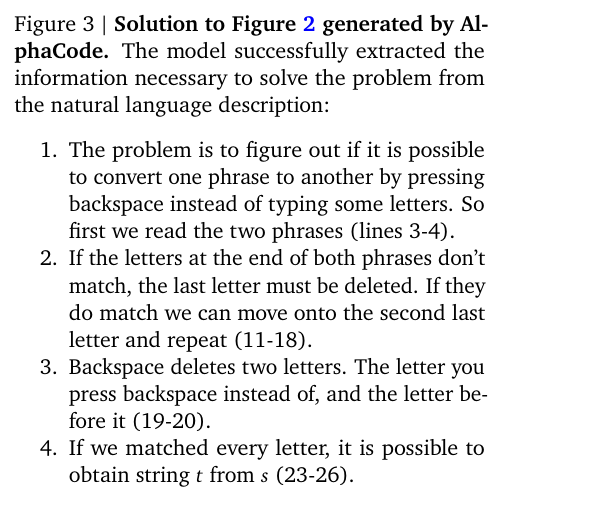 Figure 3 | Solution to Figure 2 generated by Al-
phaCode. The model successfully extracted the
information necessary to solve the problem from
the natural language description:
1. The problem is to figure out if it is possible
to convert one phrase to another by pressing
backspace instead of typing some letters. So
first we read the two phrases (lines 3-4).
2. If the letters at the end of both phrases don’t
match, the last letter must be deleted. If they
do match we can move onto the second last
letter and repeat (11-18).
3. Backspace deletes two letters. The letter you
press backspace instead of, and the letter be-
fore it (19-20).
4. If we matched every letter, it is possible to
obtain string t from s (23-26).